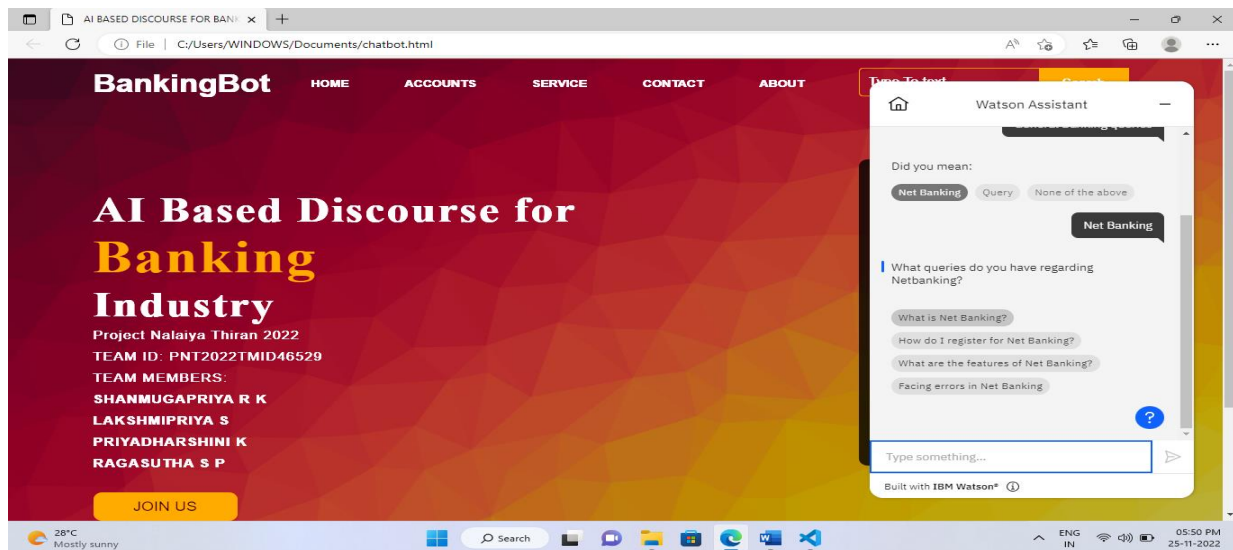 AI BASED DISCOURSE FOR BANK
File | C:/Users/WINDOWS/Documents/chatbot.html
BankingBot HOME ACCOUNTS SERVICE CONTACT ABOUT
AI Based Discourse for
Banking
Industry
Project Nalaiya Thiran 2022
TEAM ID: PNT2022TMID46529
TEAM MEMBERS:
SHANMUGAPRIYA R K
LAKSHMIPRIYA S
PRIYADHARSHINI K
RAGASUTHA S P
JOIN US
Watson Assistant
Did you mean:
Net Banking Query None of the above
Net Banking
What queries do you have regarding
Netbanking?
What is Net Banking?
How do I register for Net Banking?
What are the features of Net Banking?
Facing errors in Net Banking
?
Type something...
Built with IBM Watson®
28°C
Mostly sunny
Search
ENG
IN
05:50 PM
25-11-2022